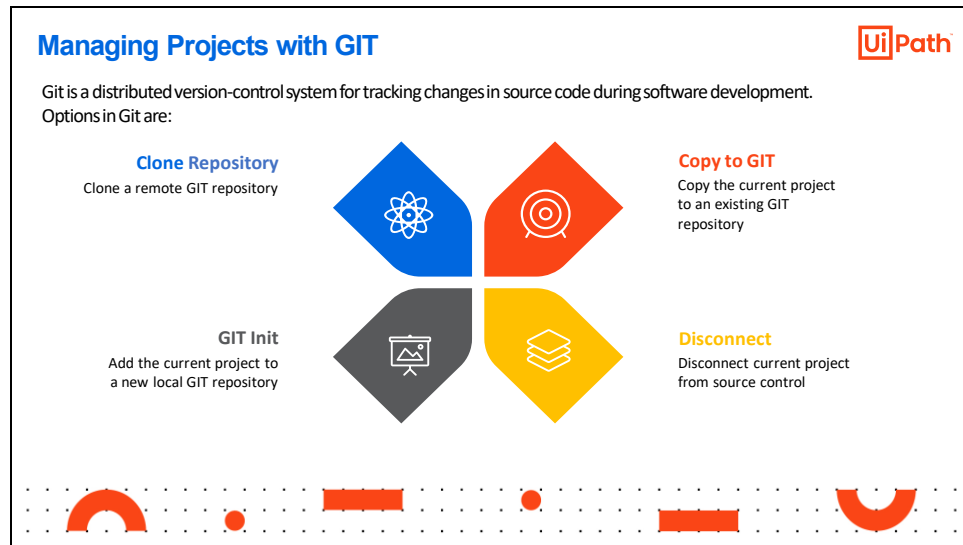 Managing Projects with GIT
UiPath
Git is a distributed version-control system for tracking changes in source code during software development.
Options in Git are:
Clone Repository
Clone a remote GIT repository
Copy to GIT
Copy the current project
to an existing GIT
repository
GIT Init
Add the current project to
a new local GIT repository
Disconnect
Disconnect current project
from source control